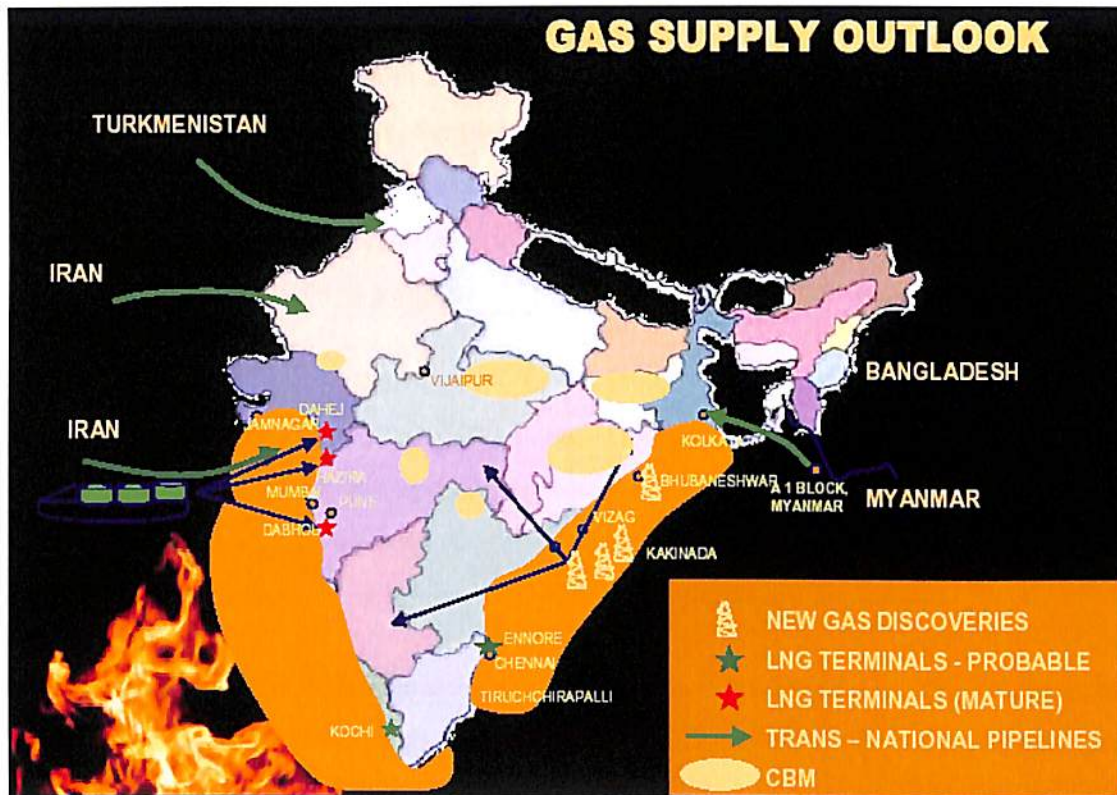 GAS SUPPLY OUTLOOK
TURKMENISTAN
IRAN
VIJAIPUR
BANGLADESH
IRAN
DAHEJ
JAMNAGAR
HAZIRA
KOLKATA
MUMBAI
PUNE
BHUBANESHWAR
A 1 BLOCK,
MYANMAR
MYANMAR
DABHOL
VIZAG
KAKINADA
ENNORE
CHENNAI
TIRUCHCHIRAPALLI
KOCHI
NEW GAS DISCOVERIES
LNG TERMINALS - PROBABLE
LNG TERMINALS (MATURE)
TRANS – NATIONAL PIPELINES
CBM